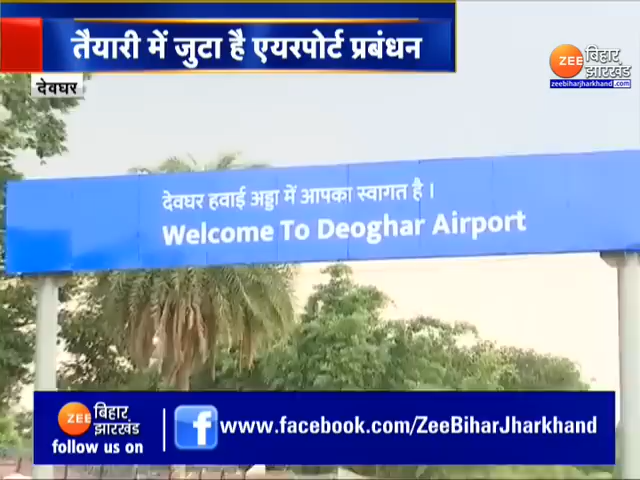 तैयारी में जुटा है एयरपोर्ट प्रबंधन
ZEE बिहार झारखंड
zeebiharjharkhand.com
देवघर
देवघर हवाई अड्डा में आपका स्वागत है।
Welcome To Deoghar Airport
ZEE बिहार झारखंड
follow us on
f www.facebook.com/ZeeBiharJharkhand